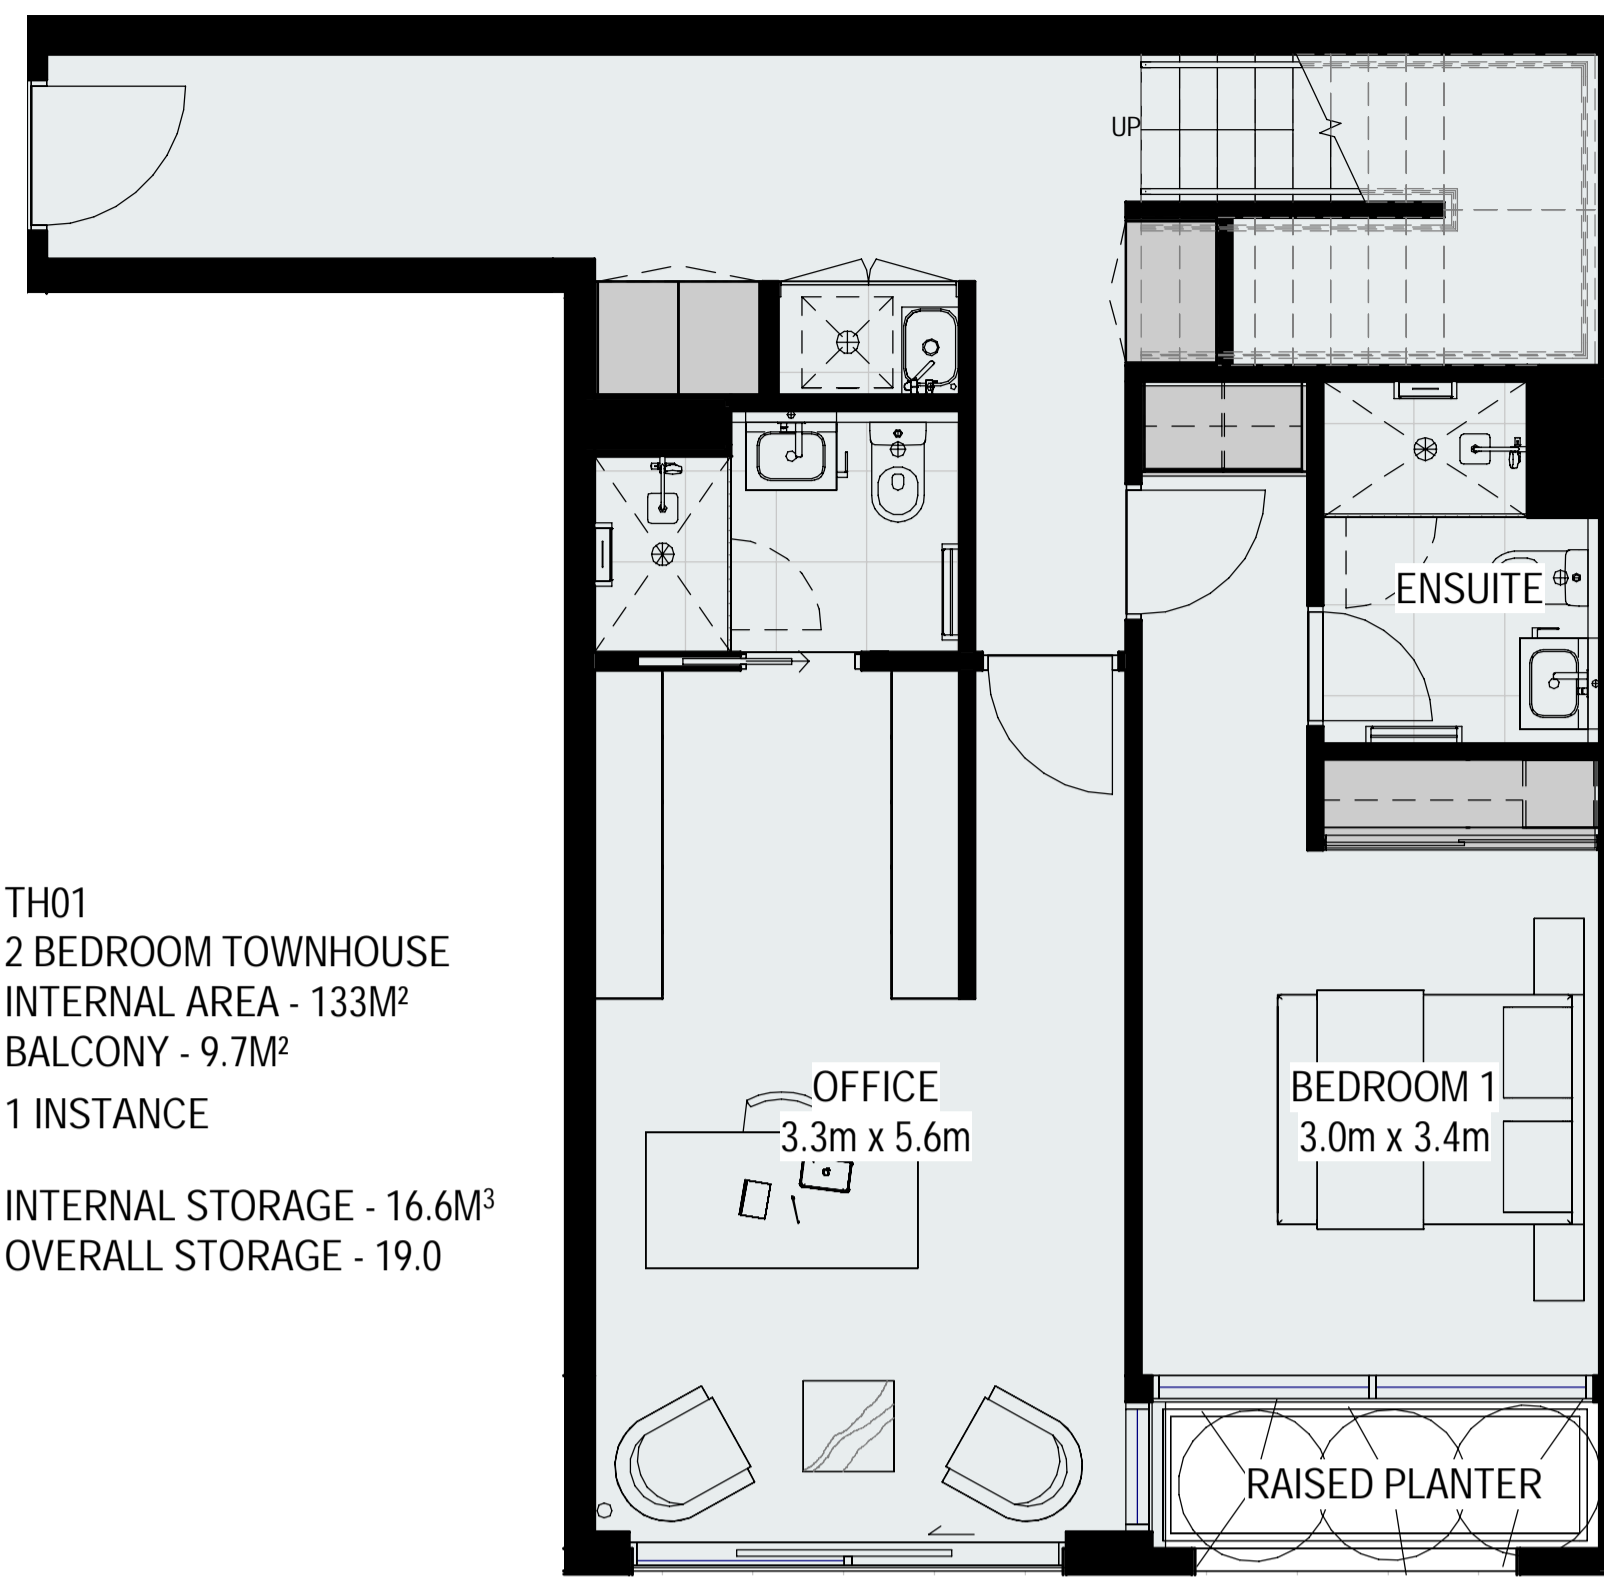 UP
ENSUITE
TH01
2 BEDROOM TOWNHOUSE
INTERNAL AREA - 133M²
BALCONY - 9.7M²
1 INSTANCE
INTERNAL STORAGE - 16.6M³
OVERALL STORAGE - 19.0
OFFICE
3.3m x 5.6m
BEDROOM 1
3.0m x 3.4m
RAISED PLANTER